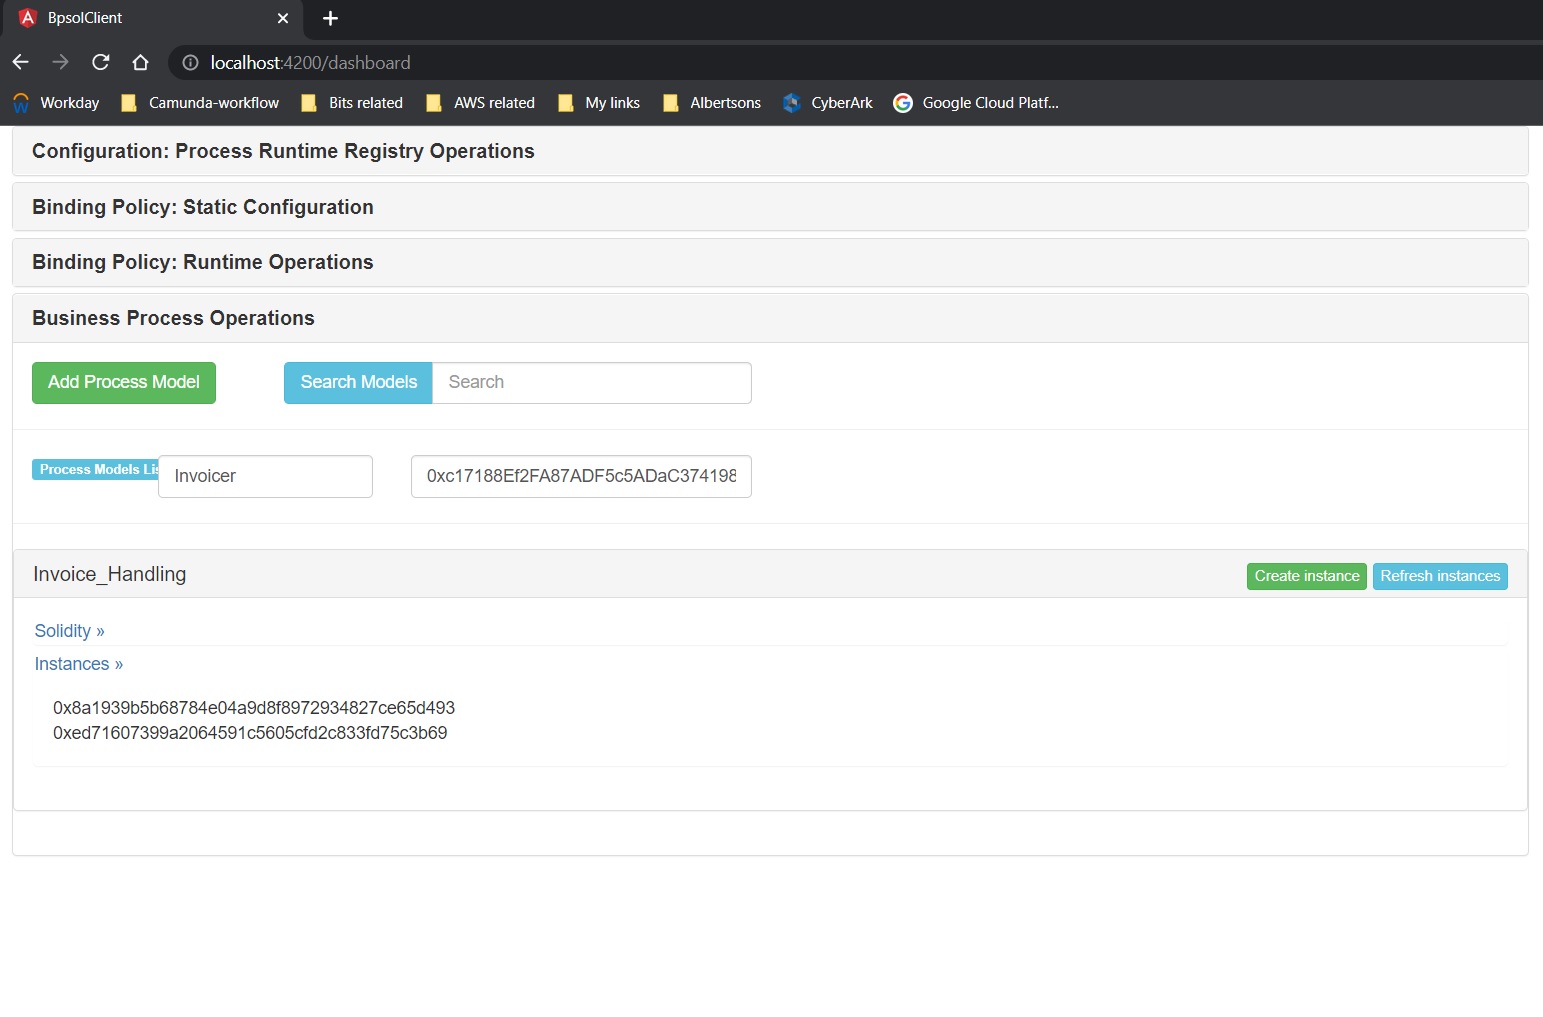 BpsolClient
localhost:4200/dashboard
Workday Camunda-workflow Bits related AWS related My links Albertsons CyberArk Google Cloud Platf...
Configuration: Process Runtime Registry Operations
Binding Policy: Static Configuration
Binding Policy: Runtime Operations
Business Process Operations
Add Process Model Search Models Search
Process Models Lis Invoicer 0xc17188Ef2FA87ADF5c5ADaC374198
Invoice_Handling Create instance Refresh instances
Solidity »
Instances »
0x8a1939b5b68784e04a9d8f8972934827ce65d493
0xed71607399a2064591c5605cfd2c833fd75c3b69